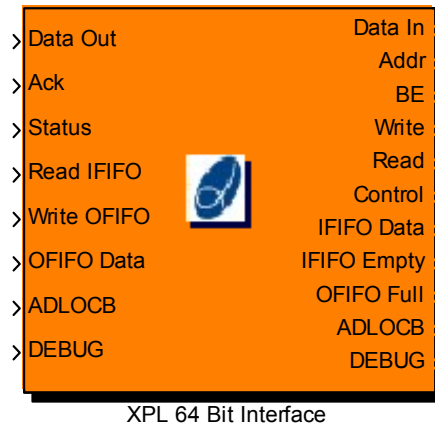 Data Out
Ack
Status
Read IFIFO
Write OFIFO
OFIFO Data
ADLOCB
DEBUG
Data In
Addr
BE
Write
Read
Control
IFIFO Data
IFIFO Empty
OFIFO Full
ADLOCB
DEBUG
XPL 64 Bit Interface